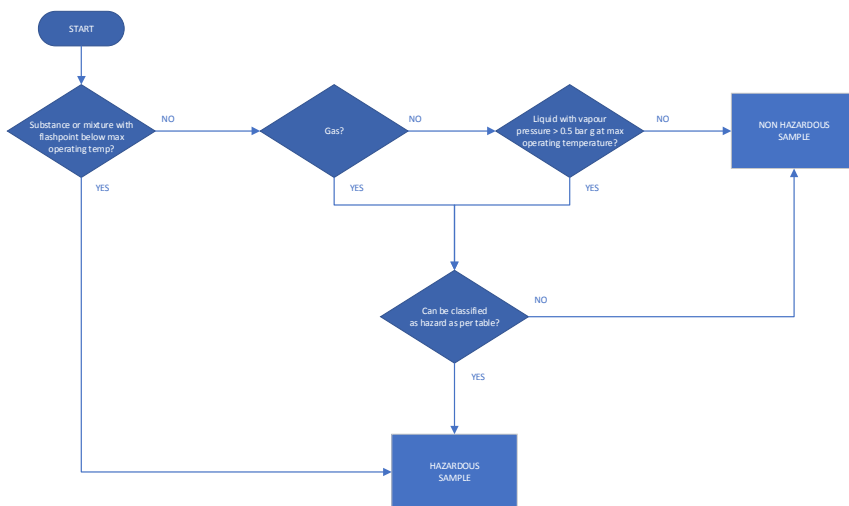 START
Substance or mixture with
flashpoint below max
operating temp?
NO
Gas?
NO
Liquid with vapour
pressure > 0.5 bar g at max
operating temperature?
NO
NON HAZARDOUS
SAMPLE
YES
YES
YES
Can be classified
as hazard as per table?
NO
YES
HAZARDOUS
SAMPLE